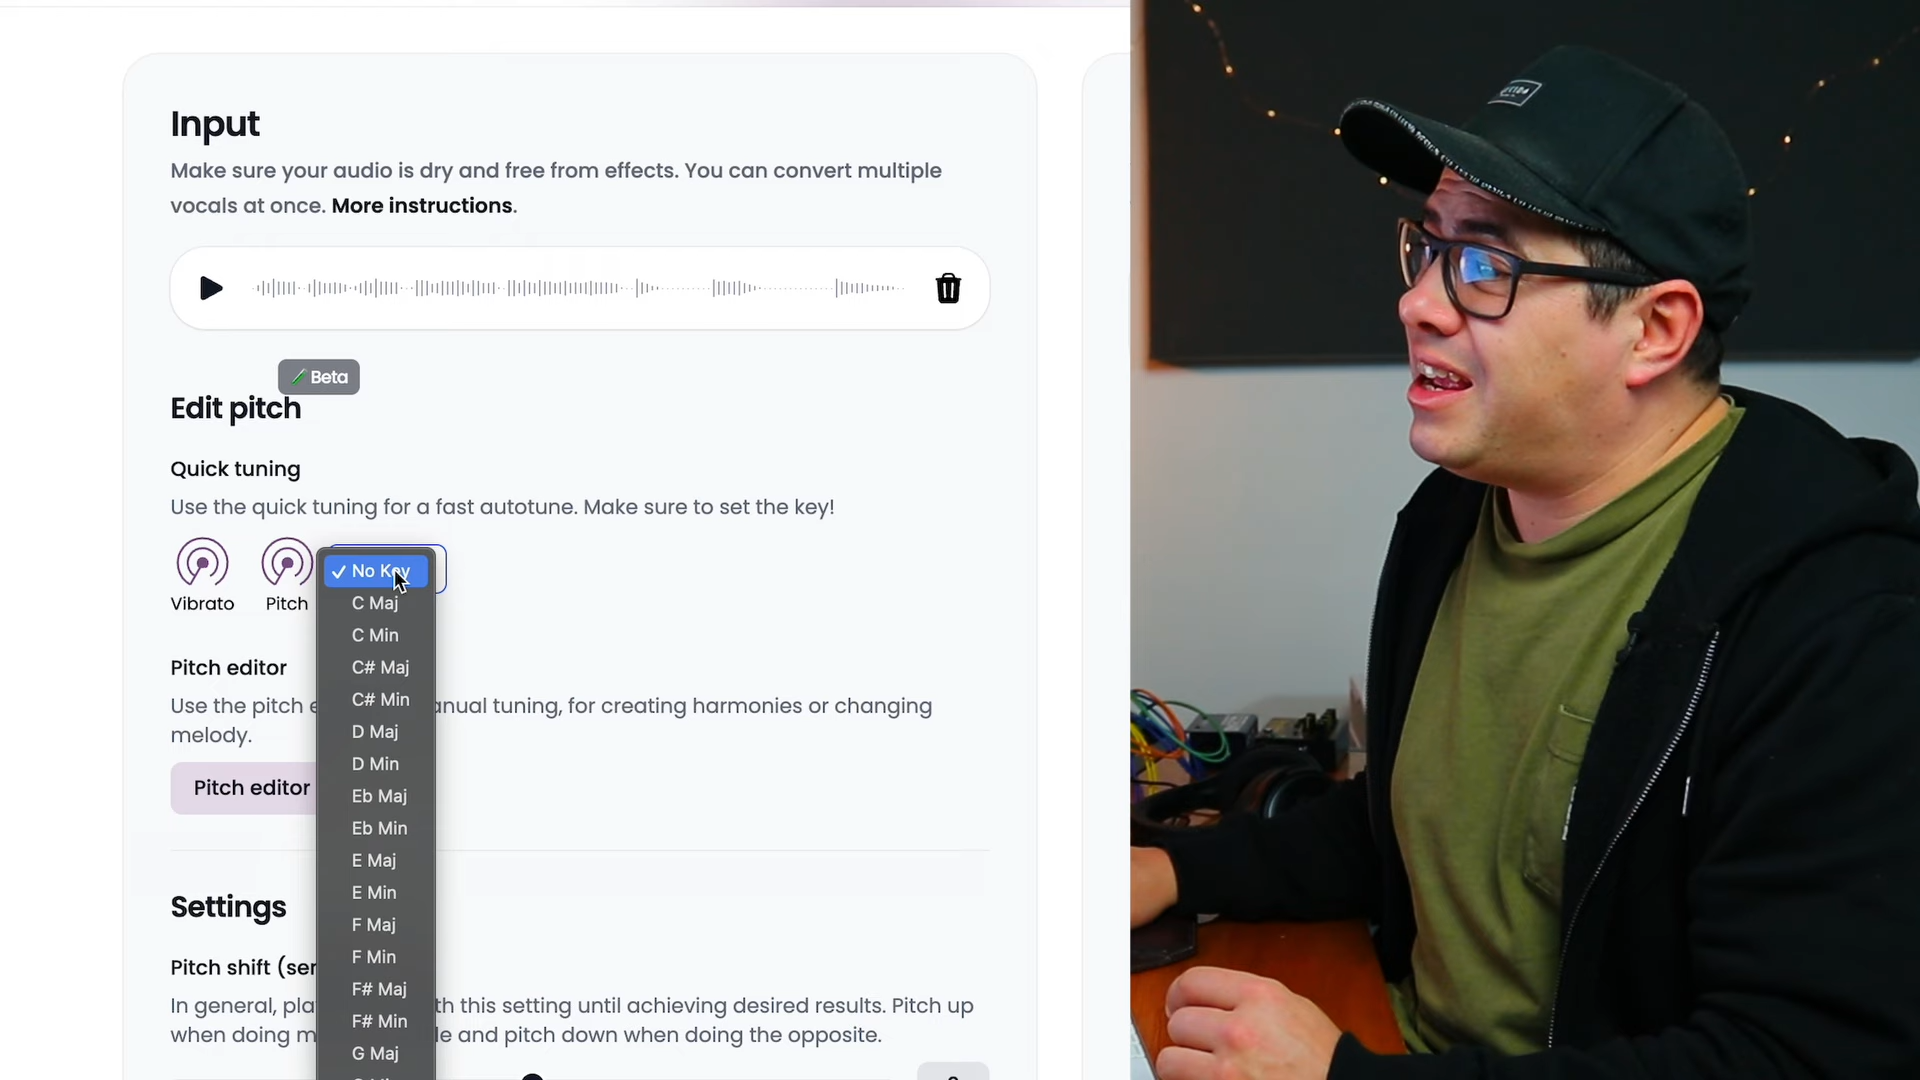 Input
Make sure your audio is dry and free from effects. You can convert multiple
vocals at once. More instructions.
Beta
Edit pitch
Quick tuning
Use the quick tuning for a fast autotune. Make sure to set the key!
Vibrato
Pitch
No Key
C Maj
C Min
C# Maj
C# Min
D Maj
D Min
Eb Maj
Eb Min
E Maj
E Min
F Maj
F Min
F# Maj
F# Min
G Maj
Pitch editor
Use the pitch anual tuning, for creating harmonies or changing
melody.
Pitch editor
Settings
Pitch shift
In general, th this setting until achieving desired results. Pitch up
when doing and pitch down when doing the opposite.